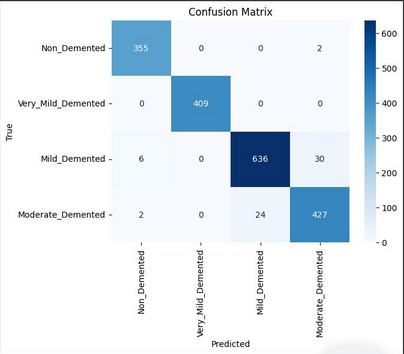 Confusion Matrix
600
Non_Demented 355 0 0 2
500
Very_Mild_Demented 0 409 0 0
400
True
300
Mild_Demented 6 0 636 30
200
Moderate_Demented 2 0 24 427
100
0
Non_Demented
Very_Mild_Demented
Mild_Demented
Moderate_Demented
Predicted